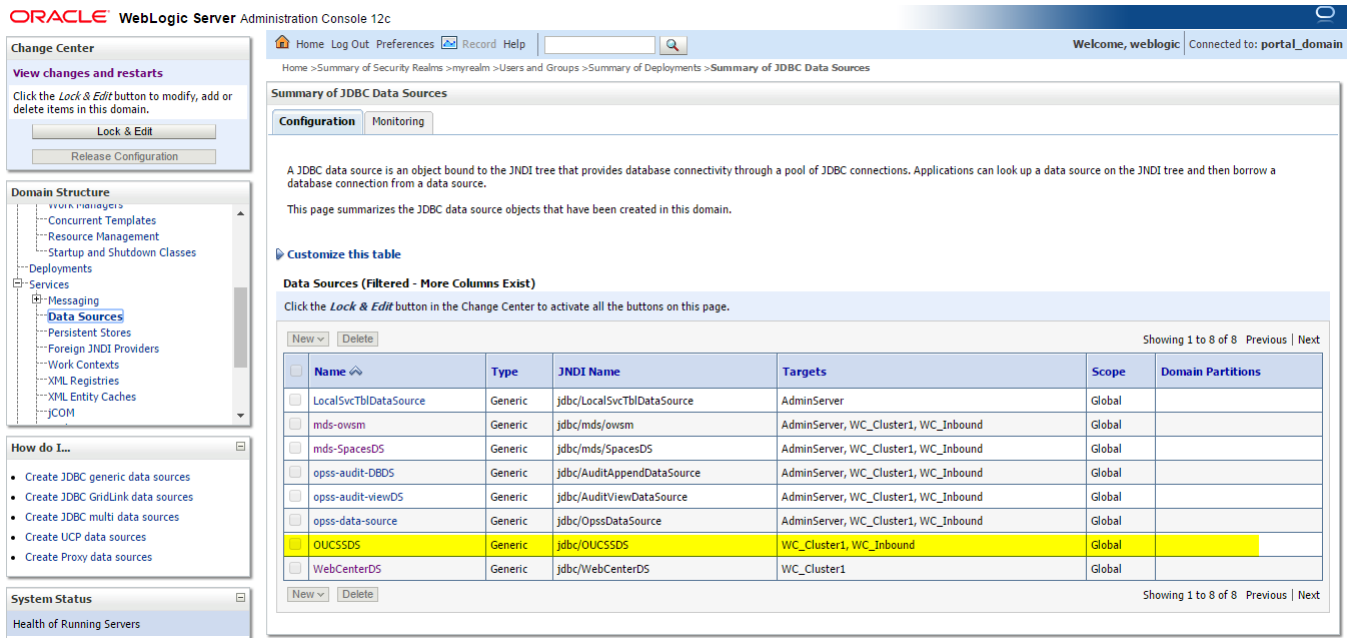 ORACLE WebLogic Server Administration Console 12c
Change Center
View changes and restarts
Click the Lock & Edit button to modify, add or
delete items in this domain.
Lock & Edit
Release Configuration
Domain Structure
Work Managers
Concurrent Templates
Resource Management
Startup and Shutdown Classes
Deployments
Services
Messaging
Data Sources
Persistent Stores
Foreign JNDI Providers
Work Contexts
XML Registries
XML Entity Caches
jCOM
How do I...
Create JDBC generic data sources
Create JDBC GridLink data sources
Create JDBC multi data sources
Create UCP data sources
Create Proxy data sources
System Status
Health of Running Servers
Home Log Out Preferences Record Help
Welcome, weblogic Connected to: portal_domain
Home >Summary of Security Realms >myrealm >Users and Groups >Summary of Deployments >Summary of JDBC Data Sources
Summary of JDBC Data Sources
Configuration Monitoring
A JDBC data source is an object bound to the JNDI tree that provides database connectivity through a pool of JDBC connections. Applications can look up a data source on the JNDI tree and then borrow a
database connection from a data source.
This page summarizes the JDBC data source objects that have been created in this domain.
Customize this table
Data Sources (Filtered - More Columns Exist)
Click the Lock & Edit button in the Change Center to activate all the buttons on this page.
New Delete Showing 1 to 8 of 8 Previous | Next
Name Type JNDI Name Targets Scope Domain Partitions
LocalSvcTblDataSource Generic jdbc/LocalSvcTblDataSource AdminServer Global
mds-owsm Generic jdbc/mds/owsm AdminServer, WC_Cluster1, WC_Inbound Global
mds-SpacesDS Generic jdbc/mds/SpacesDS AdminServer, WC_Cluster1, WC_Inbound Global
opss-audit-DBDS Generic jdbc/AuditAppendDataSource AdminServer, WC_Cluster1, WC_Inbound Global
opss-audit-viewDS Generic jdbc/AuditViewDataSource AdminServer, WC_Cluster1, WC_Inbound Global
opss-data-source Generic jdbc/OpssDataSource AdminServer, WC_Cluster1, WC_Inbound Global
OUCSSDS Generic jdbc/OUCSSDS WC_Cluster1, WC_Inbound Global
WebCenterDS Generic jdbc/WebCenterDS WC_Cluster1 Global
New Delete Showing 1 to 8 of 8 Previous | Next